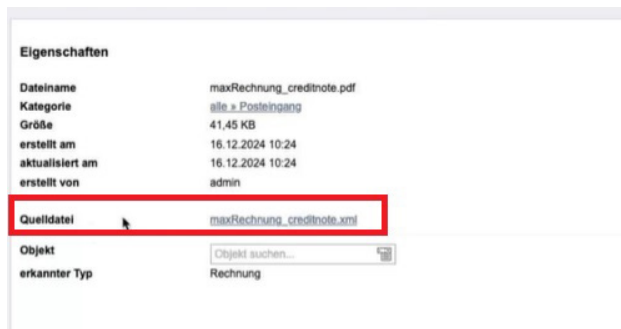 Eigenschaften
Dateiname maxRechnung_creditnote.pdf
Kategorie alle » Posteingang
Größe 41,45 KB
erstellt am 16.12.2024 10:24
aktualisiert am 16.12.2024 10:24
erstellt von admin
Quelldatei maxRechnung_creditnote.xml
Objekt Objekt suchen...
erkannter Typ Rechnung